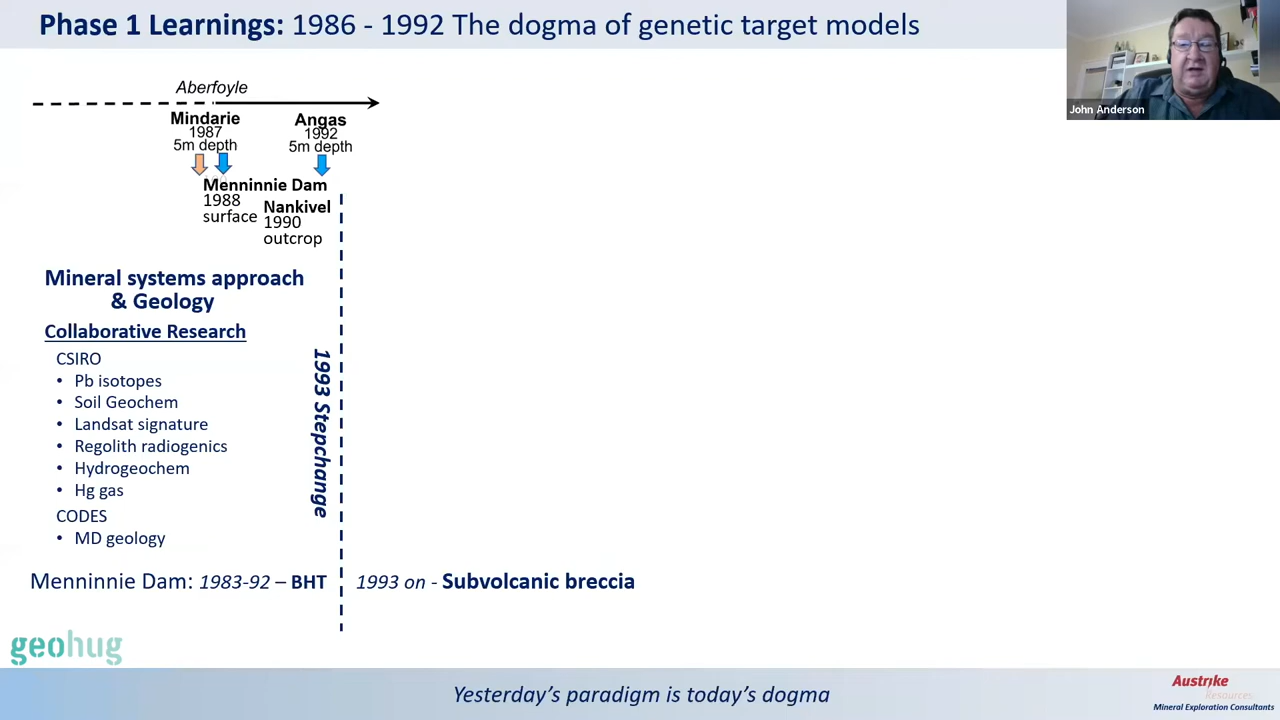 Phase 1 Learnings: 1986 - 1992 The dogma of genetic target models
John Anderson
Aberfoyle
Mindarie
1987
5m depth
Angas
1992
5m depth
Menninnie Dam
1988
surface
Nankivel
1990
outcrop
Mineral systems approach
& Geology
Collaborative Research
CSIRO
• Pb isotopes
• Soil Geochem
• Landsat signature
• Regolith radiogenics
• Hydrogeochem
• Hg gas
CODES
• MD geology
1993 Stepchange
Menninnie Dam: 1983-92 – BHT
1993 on - Subvolcanic breccia
geohug
Yesterday's paradigm is today's dogma
Austrike
Resources
Mineral Exploration Consultants